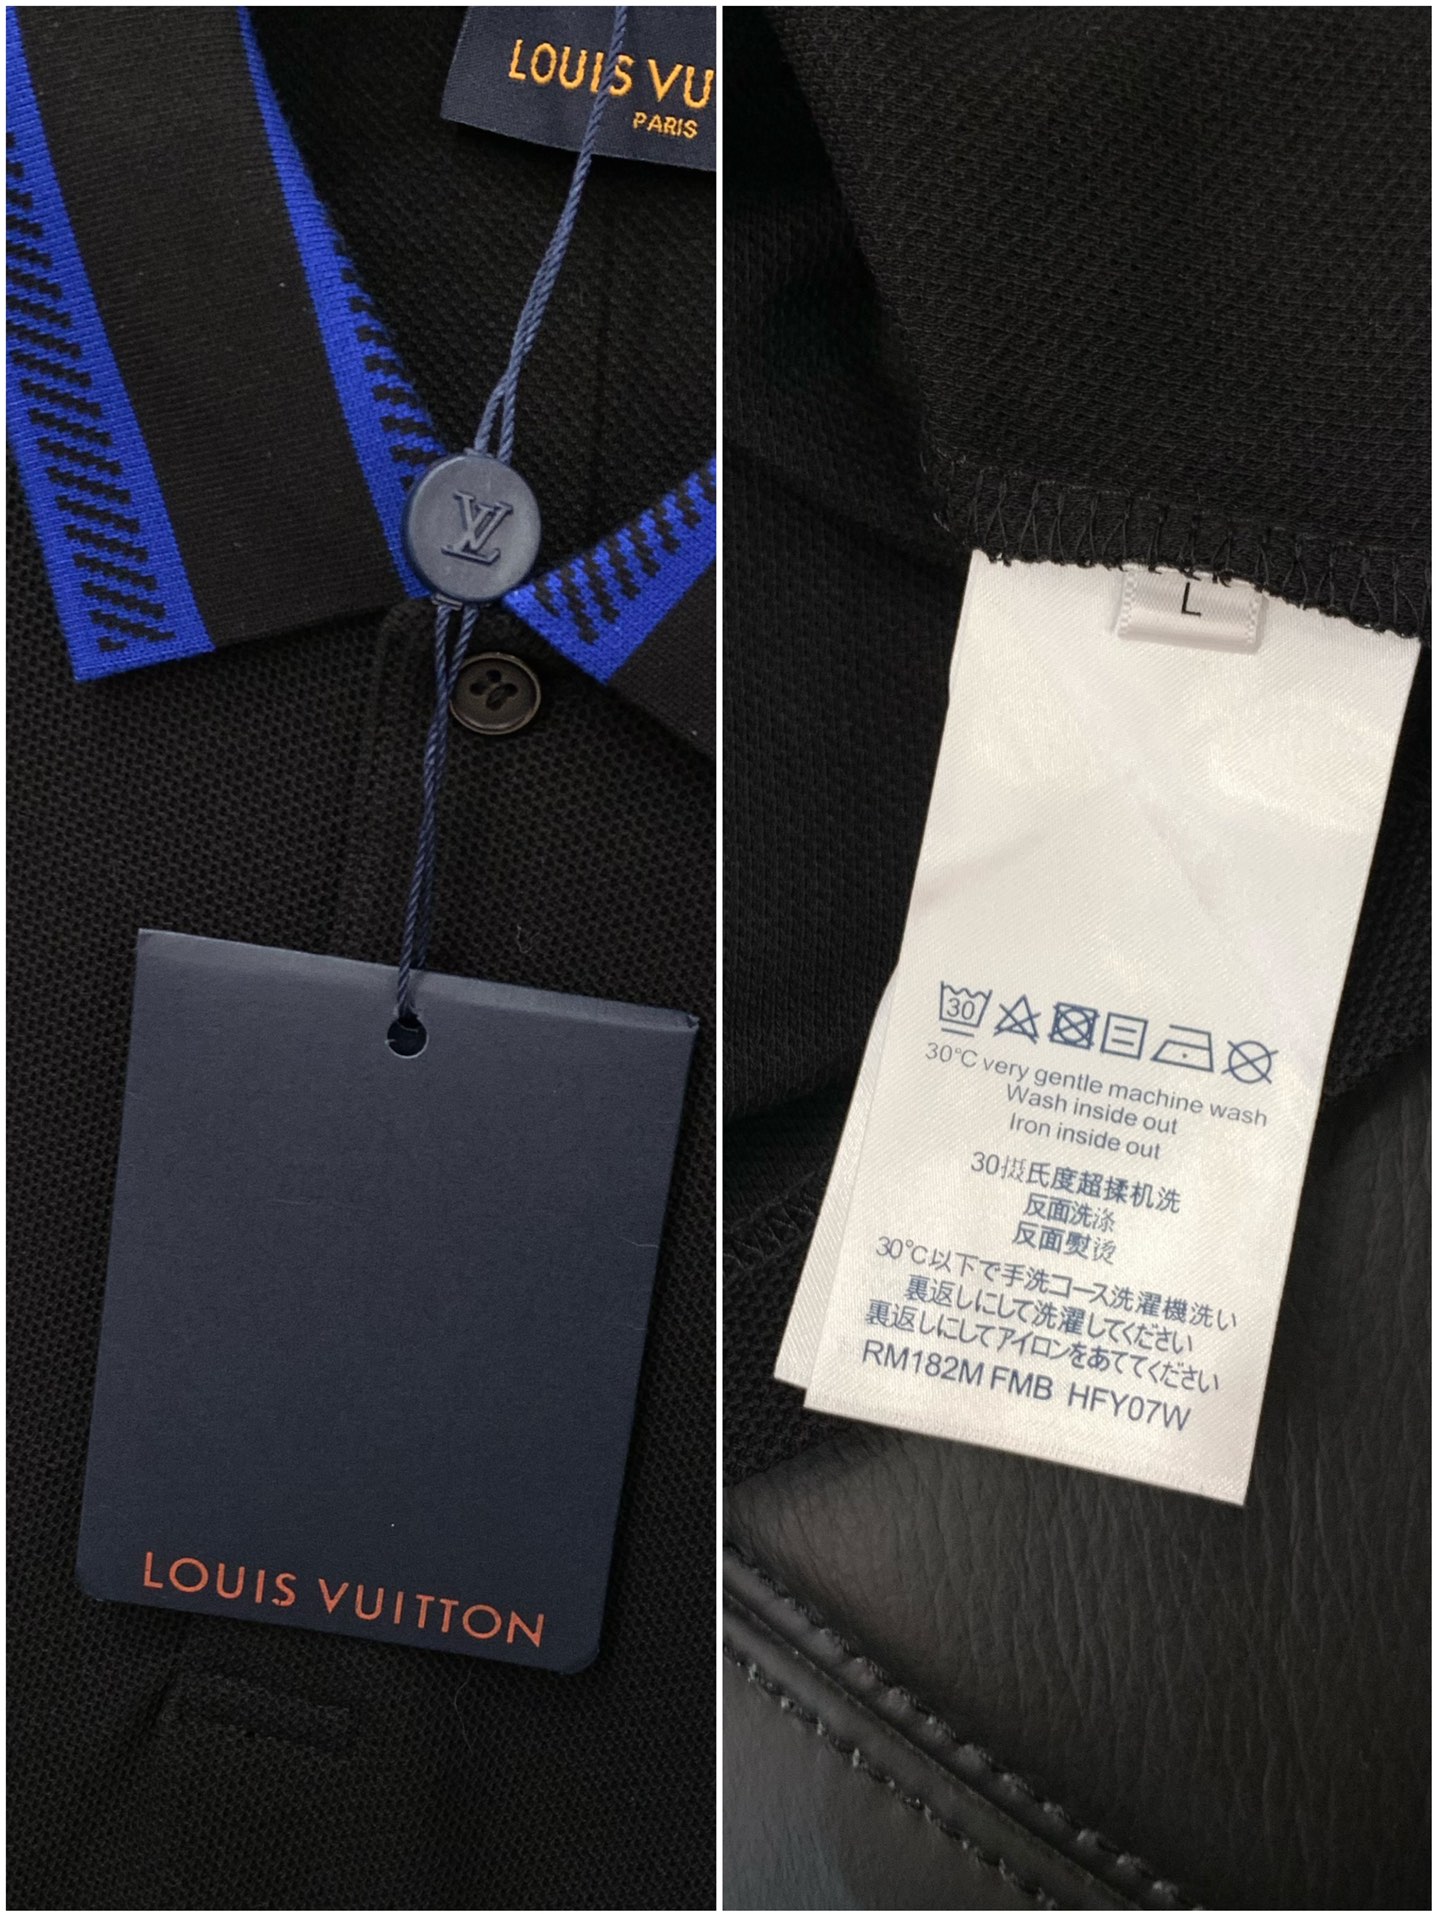 LOUIS VU
PARIS
LV
LOUIS VUITTON
L
30
30°C very gentle machine wash
Wash inside out
Iron inside out
30摄氏度超揉机洗
反面洗涤
反面熨烫
30℃以下で手洗コース洗濯機洗い
裏返しにして洗濯してください
裏返しにしてアイロンをあててください
RM182M FMB HFY07W